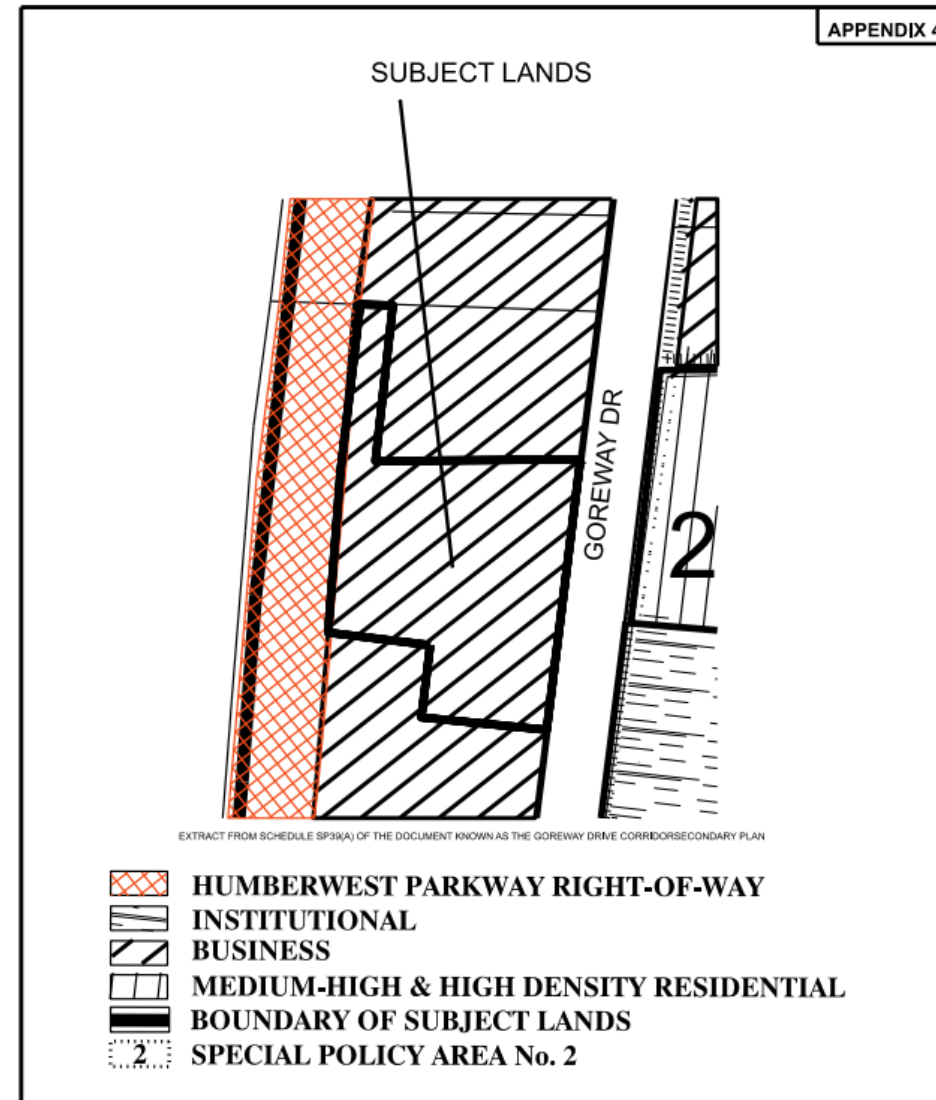 APPENDIX 4
SUBJECT LANDS
GOREWAY DR
2
EXTRACT FROM SCHEDULE SP39(A) OF THE DOCUMENT KNOWN AS THE GOREWAY DRIVE CORRIDORSECONDARY PLAN
HUMBERWEST PARKWAY RIGHT-OF-WAY
INSTITUTIONAL
BUSINESS
MEDIUM-HIGH & HIGH DENSITY RESIDENTIAL
BOUNDARY OF SUBJECT LANDS
2 SPECIAL POLICY AREA No. 2